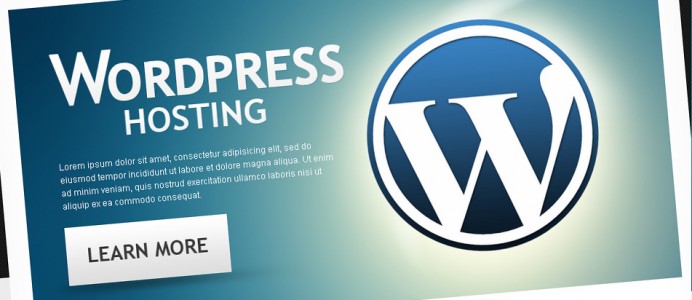 WORDPRESS
HOSTING
Lorem ipsum dolor sit amet, consectetur adipisicing elit, sed do
eiusmod tempor incididunt ut labore et dolore magna aliqua. Ut enim
ad minim veniam, quis nostrud exercitation ullamco laboris nisi ut
aliquip ex ea commodo consequat.
LEARN MORE
W